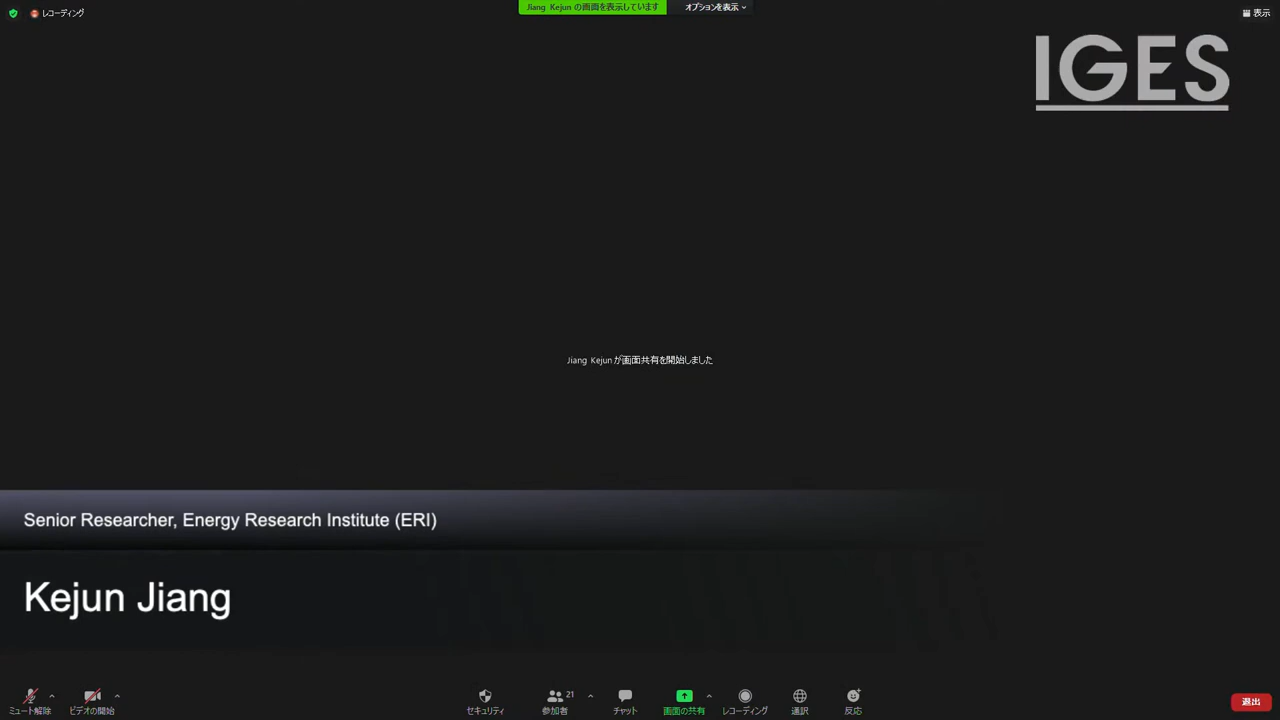 レコーディング
Jiang Kejun の画面を表示しています
オプションを表示
表示
IGES
Jiang Kejunが画面共有を開始しました
Senior Researcher, Energy Research Institute (ERI)
Kejun Jiang
ミュート解除
ビデオの開始
セキュリティ
21
参加者
チャット
画面の共有
レコーディング
通訳
反応
退出